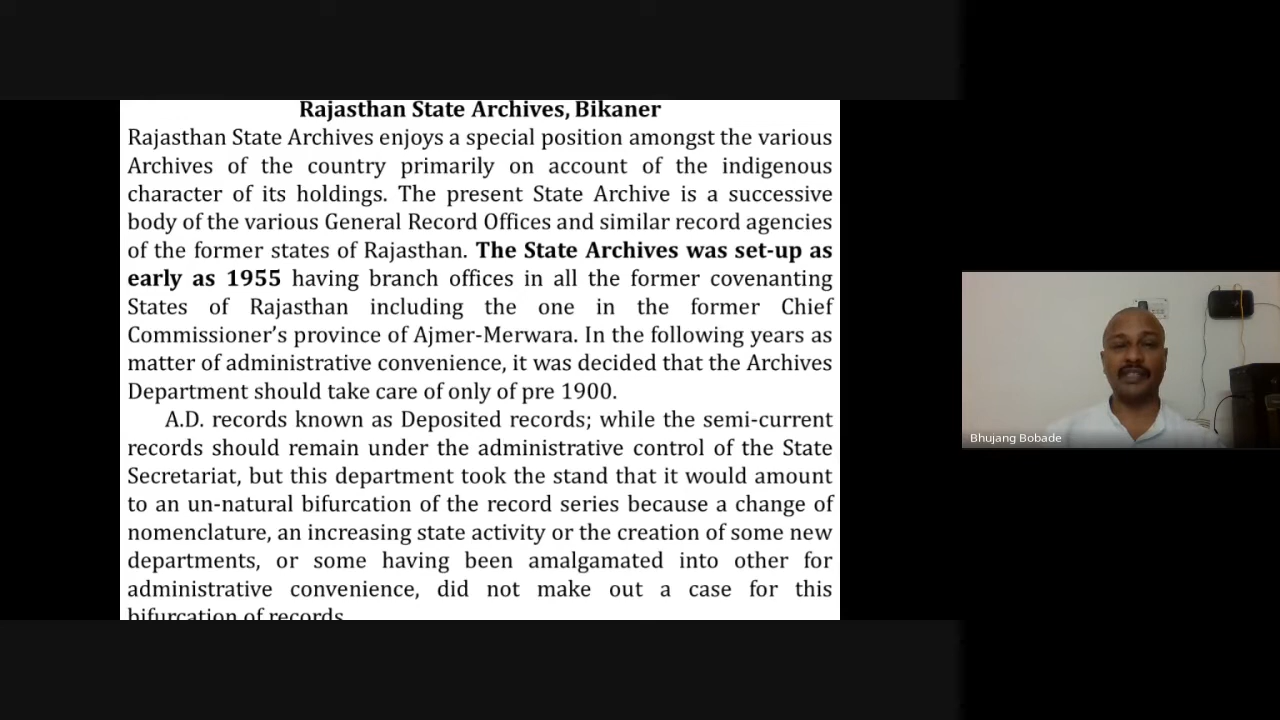 Rajasthan State Archives, Bikaner
Rajasthan State Archives enjoys a special position amongst the various
Archives of the country primarily on account of the indigenous
character of its holdings. The present State Archive is a successive
body of the various General Record Offices and similar record agencies
of the former states of Rajasthan. The State Archives was set-up as
early as 1955 having branch offices in all the former covenanting
States of Rajasthan including the one in the former Chief
Commissioner’s province of Ajmer-Merwara. In the following years as
matter of administrative convenience, it was decided that the Archives
Department should take care of only of pre 1900.
A.D. records known as Deposited records; while the semi-current
records should remain under the administrative control of the State
Secretariat, but this department took the stand that it would amount
to an un-natural bifurcation of the record series because a change of
nomenclature, an increasing state activity or the creation of some new
departments, or some having been amalgamated into other for
administrative convenience, did not make out a case for this
bifurcation of records.
Bhujang Bobade